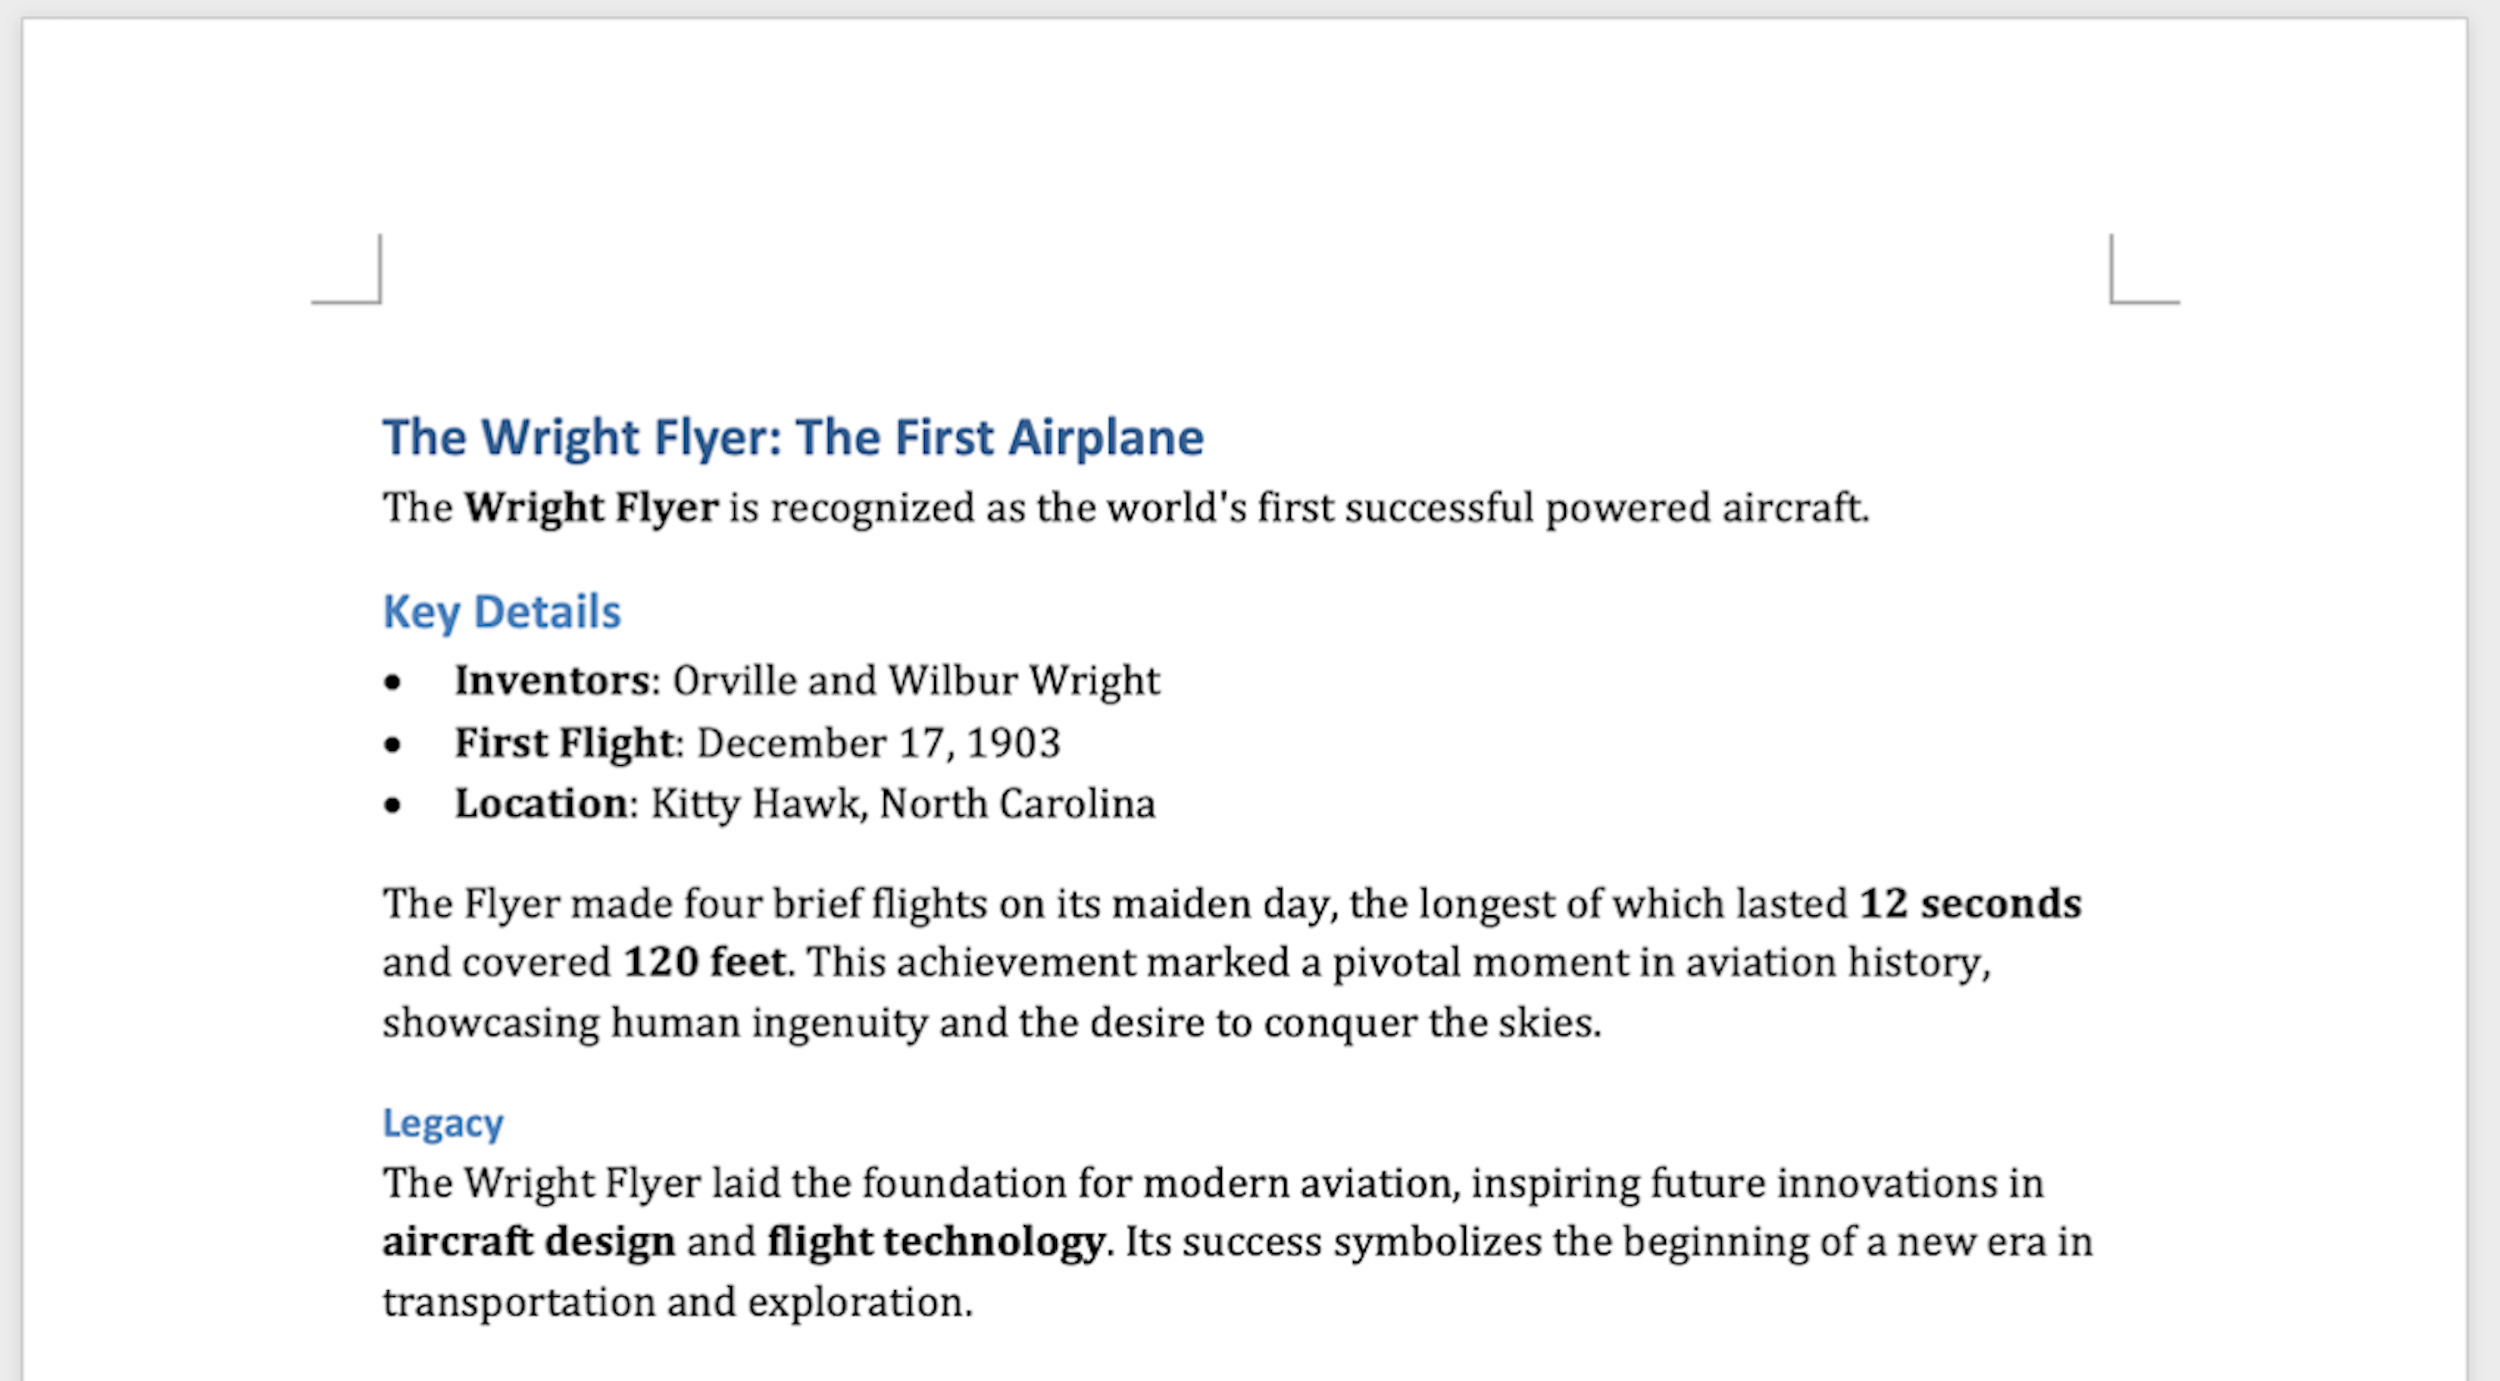 The Wright Flyer: The First Airplane
The Wright Flyer is recognized as the world's first successful powered aircraft.
Key Details
• Inventors: Orville and Wilbur Wright
• First Flight: December 17, 1903
• Location: Kitty Hawk, North Carolina
The Flyer made four brief flights on its maiden day, the longest of which lasted 12 seconds
and covered 120 feet. This achievement marked a pivotal moment in aviation history,
showcasing human ingenuity and the desire to conquer the skies.
Legacy
The Wright Flyer laid the foundation for modern aviation, inspiring future innovations in
aircraft design and flight technology. Its success symbolizes the beginning of a new era in
transportation and exploration.